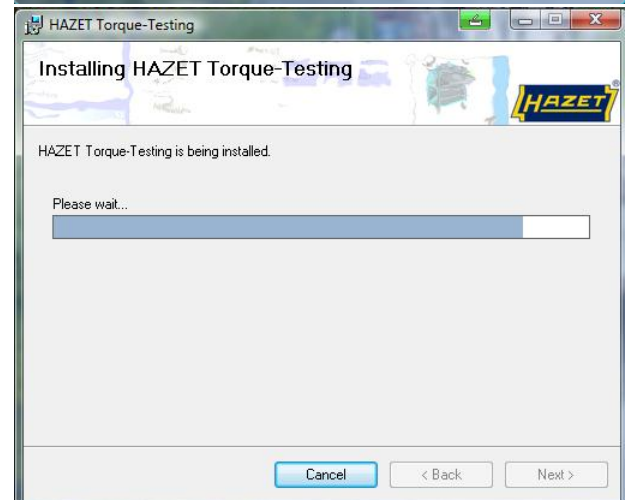 HAZET Torque-Testing
Installing HAZET Torque-Testing
HAZET
HAZET Torque-Testing is being installed.
Please wait...
Cancel
< Back
Next >